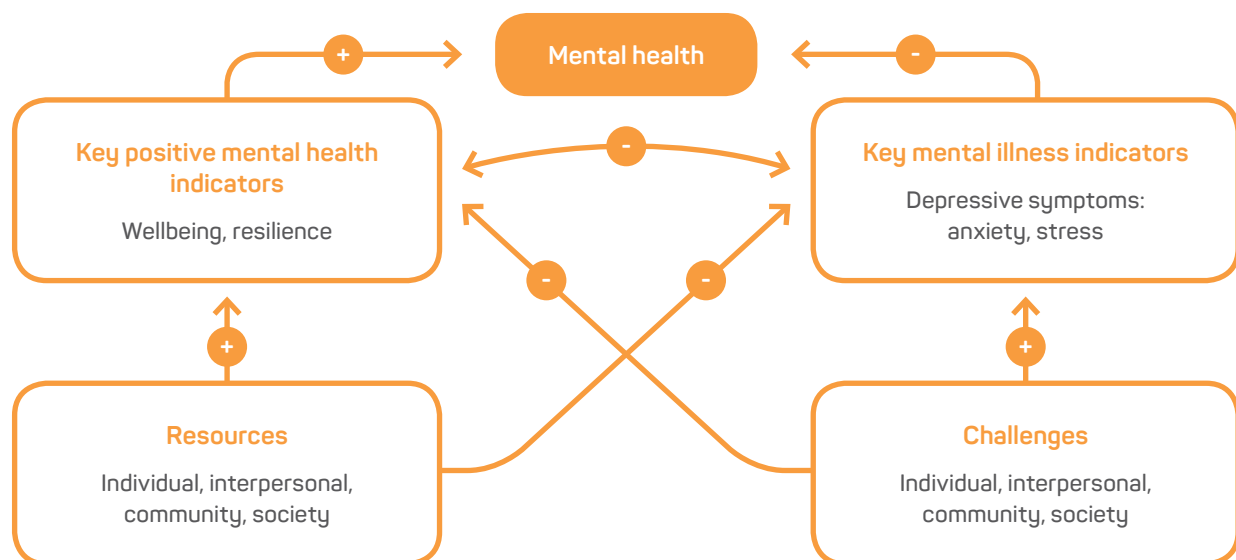 +
Mental health
-
Key positive mental health
indicators
Wellbeing, resilience
-
Key mental illness indicators
Depressive symptoms:
anxiety, stress
-
-
+
+
Resources
Individual, interpersonal,
community, society
Challenges
Individual, interpersonal,
community, society